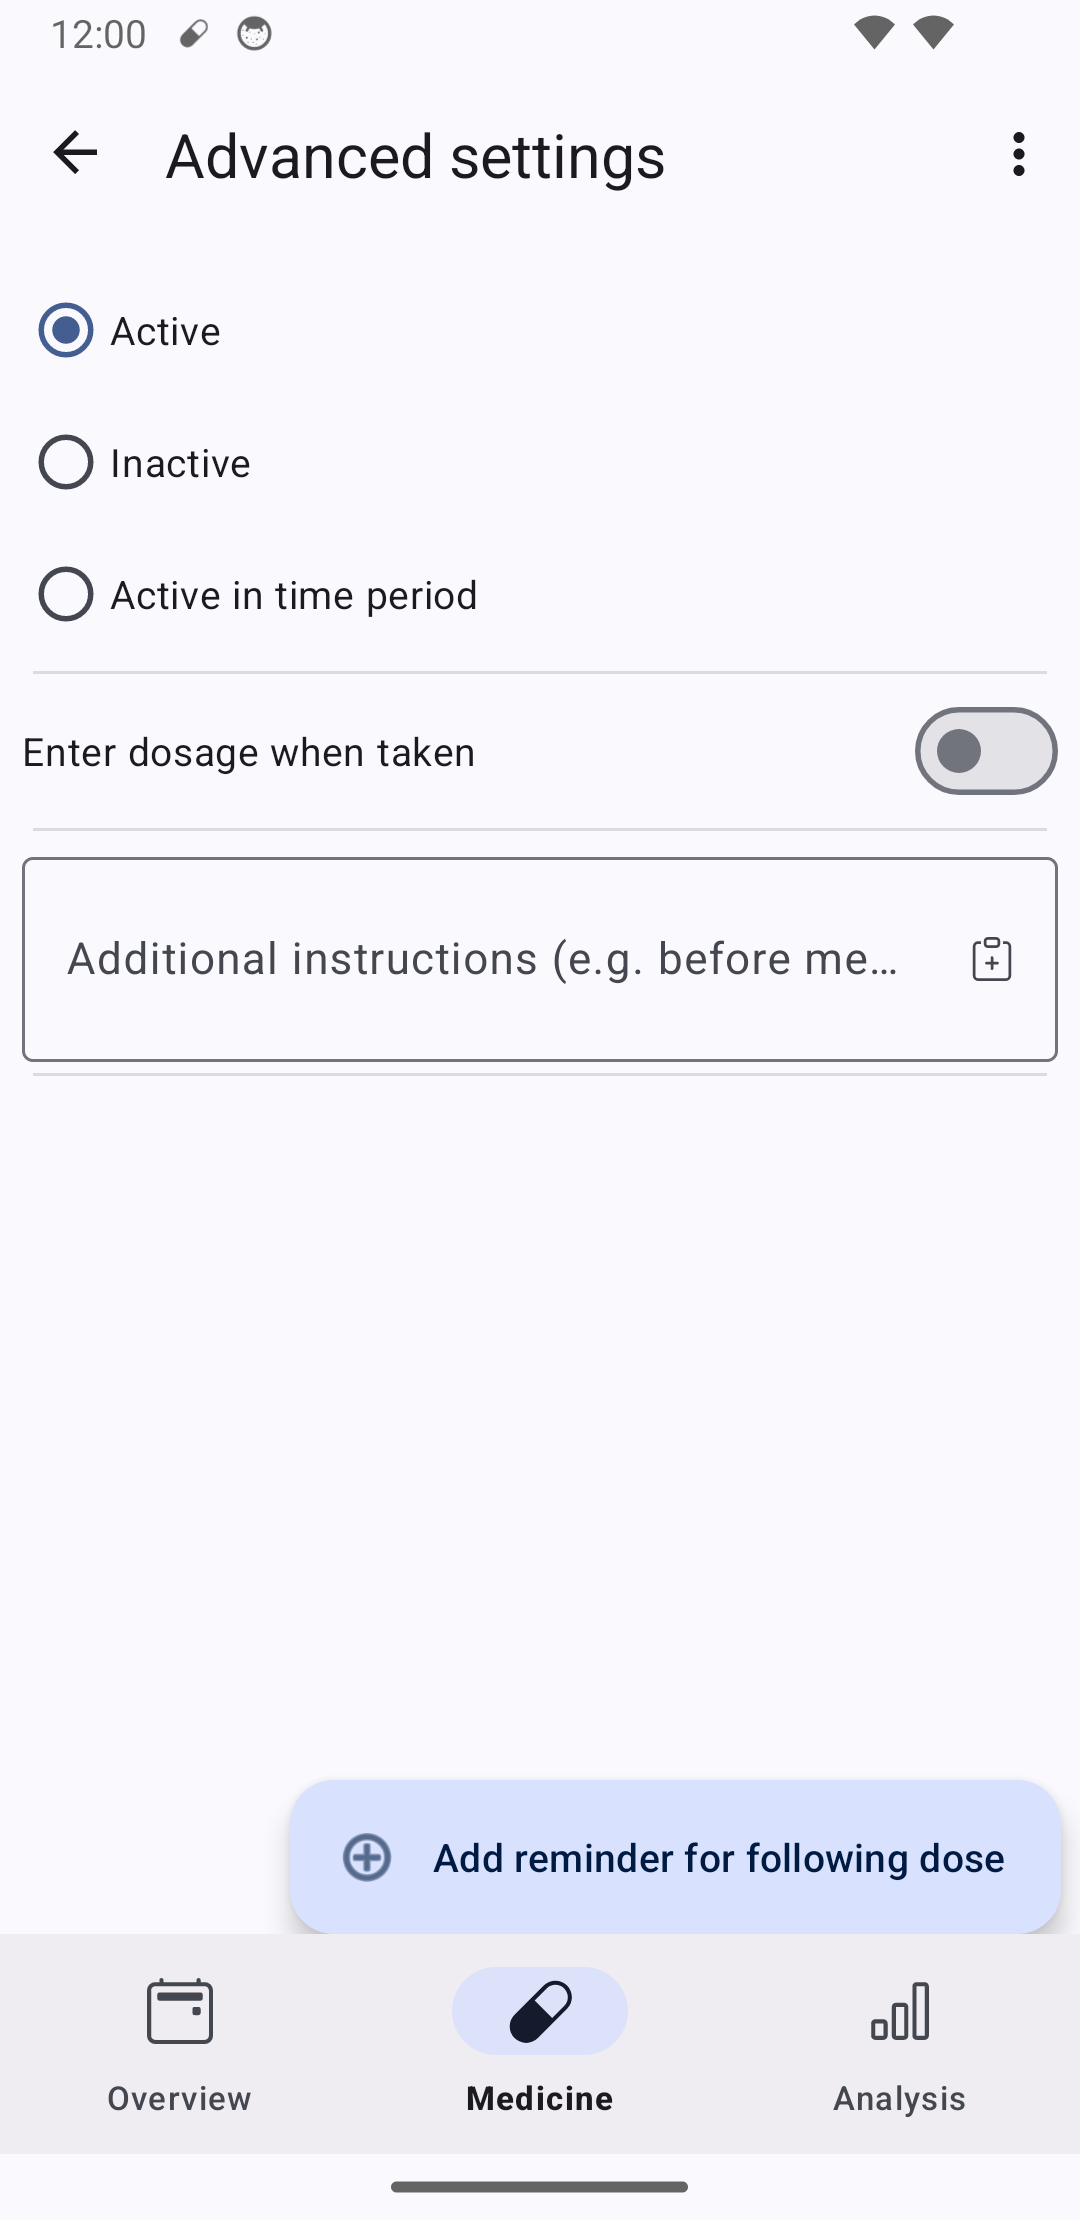 12:00
Advanced settings
Active
Inactive
Active in time period
Enter dosage when taken
Additional instructions (e.g. before me…
Add reminder for following dose
Overview
Medicine
Analysis